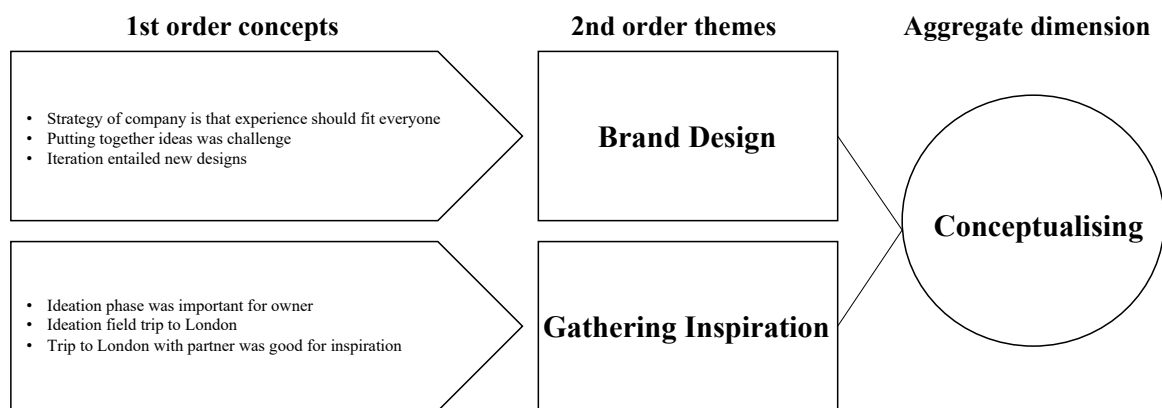 1st order concepts
2nd order themes
Aggregate dimension
• Strategy of company is that experience should fit everyone
• Putting together ideas was challenge
• Iteration entailed new designs
Brand Design
Conceptualising
• Ideation phase was important for owner
• Ideation field trip to London
• Trip to London with partner was good for inspiration
Gathering Inspiration